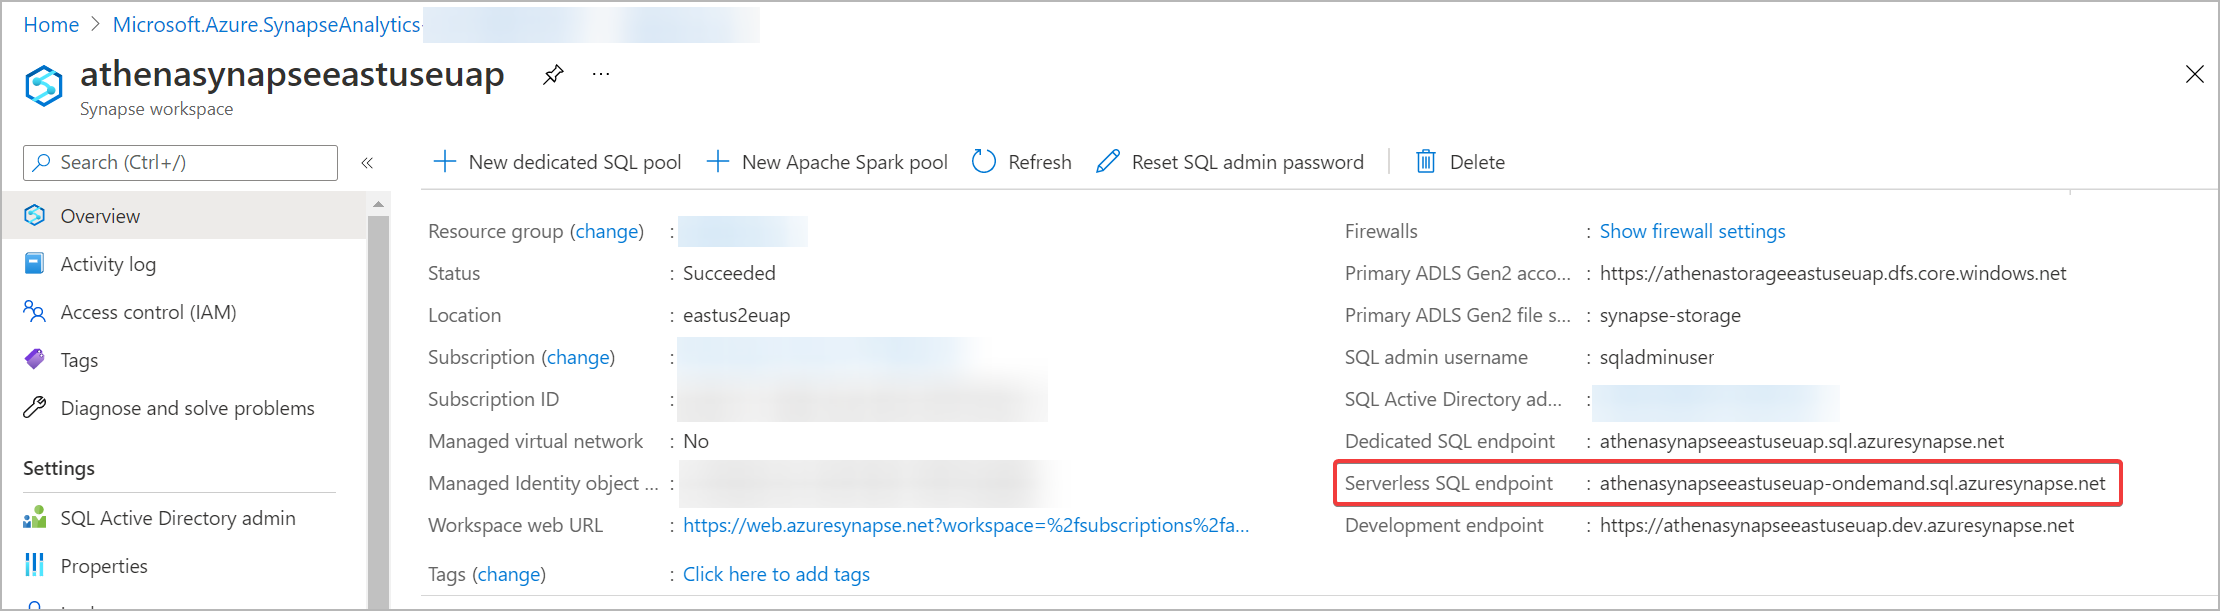 Home > Microsoft.Azure.SynapseAnalytics-
athenasynapseeastuseuap
Synapse workspace
Search (Ctrl+/)
New dedicated SQL pool
New Apache Spark pool
Refresh
Reset SQL admin password
Delete
Overview
Activity log
Access control (IAM)
Tags
Diagnose and solve problems
Settings
SQL Active Directory admin
Properties
Resource group (change) :
Status : Succeeded
Location : eastus2euap
Subscription (change) :
Subscription ID :
Managed virtual network : No
Managed Identity object ... :
Workspace web URL : https://web.azuresynapse.net?workspace=%2fsubscriptions%2fa...
Tags (change) : Click here to add tags
Firewalls : Show firewall settings
Primary ADLS Gen2 acco... : https://athenastorageeastuseuap.dfs.core.windows.net
Primary ADLS Gen2 file s... : synapse-storage
SQL admin username : sqladminuser
SQL Active Directory ad... :
Dedicated SQL endpoint : athenasynapseeastuseuap.sql.azuresynapse.net
Serverless SQL endpoint : athenasynapseeastuseuap-ondemand.sql.azuresynapse.net
Development endpoint : https://athenasynapseeastuseuap.dev.azuresynapse.net